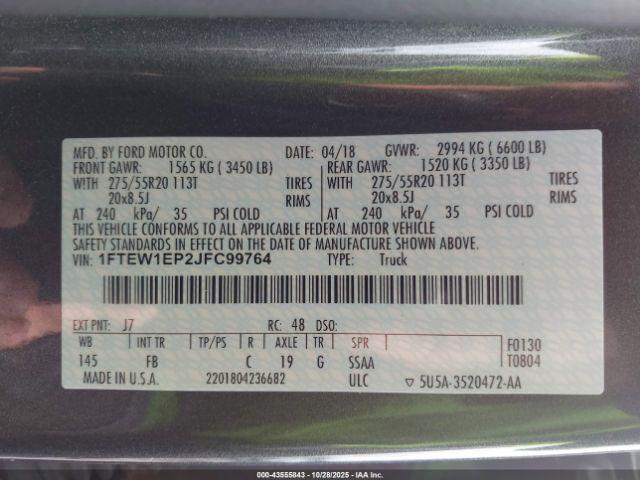 MFD. BY FORD MOTOR CO. DATE: 04/18 GVWR: 2994 KG ( 6600 LB)
FRONT GAWR: 1565 KG ( 3450 LB) REAR GAWR: 1520 KG ( 3350 LB)
WITH 275/55R20 113T TIRES WITH 275/55R20 113T TIRES
20x8.5J RIMS 20x8.5J RIMS
AT 240 kPa/ 35 PSI COLD AT 240 kPa/ 35 PSI COLD
THIS VEHICLE CONFORMS TO ALL APPLICABLE FEDERAL MOTOR VEHICLE
SAFETY STANDARDS IN EFFECT ON THE DATE OF MANUFACTURE SHOWN ABOVE.
VIN: 1FTEW1EP2JFC99764 TYPE: Truck
EXT PNT: J7 RC: 48 DSO:
WB INT TR TP/PS R AXLE TR SPR F0130
145 FB C 19 G SSAA T0804
MADE IN U.S.A. 2201804236682 ULC ▽ 5U5A-3520472-AA
000-43555843 | 10/28/2025 | IAA Inc.